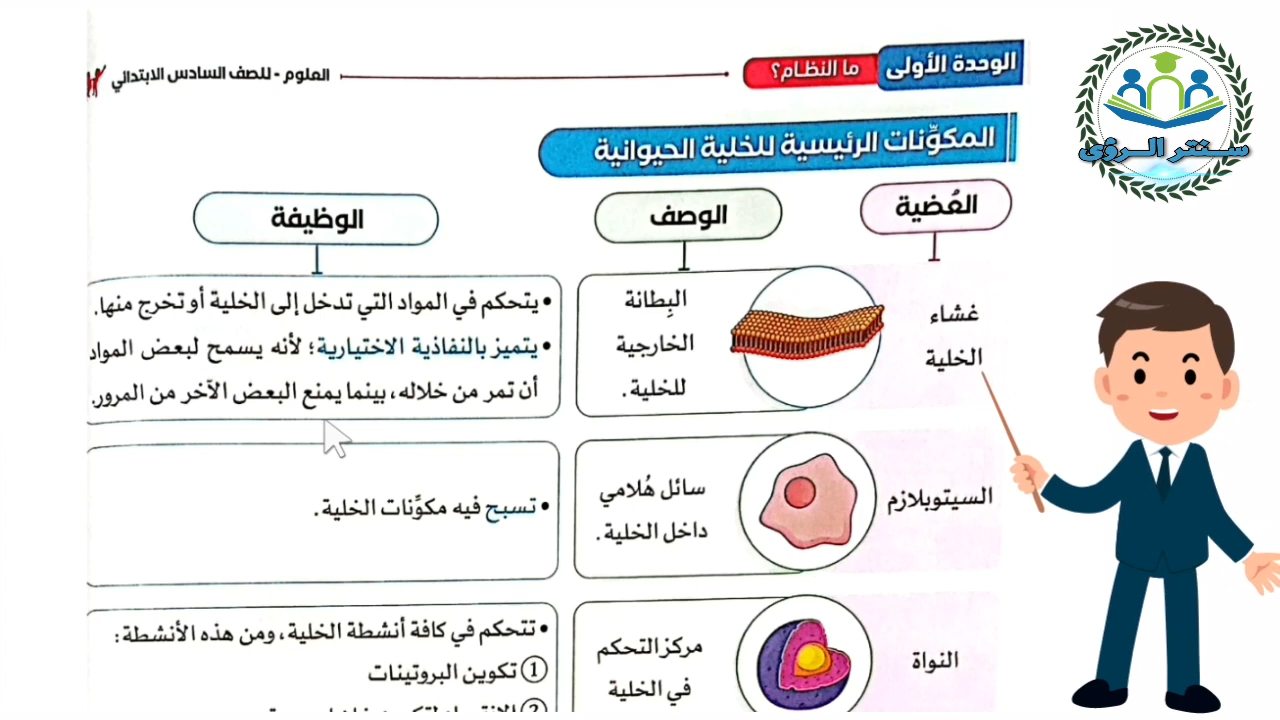 الوحدة الأولى
ما النظام؟
العلوم - للصف السادس الابتدائي
سنتر الرؤى
المكوِّنات الرئيسية للخلية الحيوانية
العُضية
الوصف
الوظيفة
غشاء
الخلية
البِطانة
الخارجية
للخلية.
• يتحكم في المواد التي تدخل إلى الخلية أو تخرج منها.
• يتميز بالنفاذية الاختيارية؛ لأنه يسمح لبعض المواد
أن تمر من خلاله، بينما يمنع البعض الآخر من المرور.
السيتوبلازم
سائل هُلامي
داخل الخلية.
• تسبح فيه مكوِّنات الخلية.
النواة
مركز التحكم
في الخلية
• تتحكم في كافة أنشطة الخلية، ومن هذه الأنشطة:
① تكوين البروتينات
②